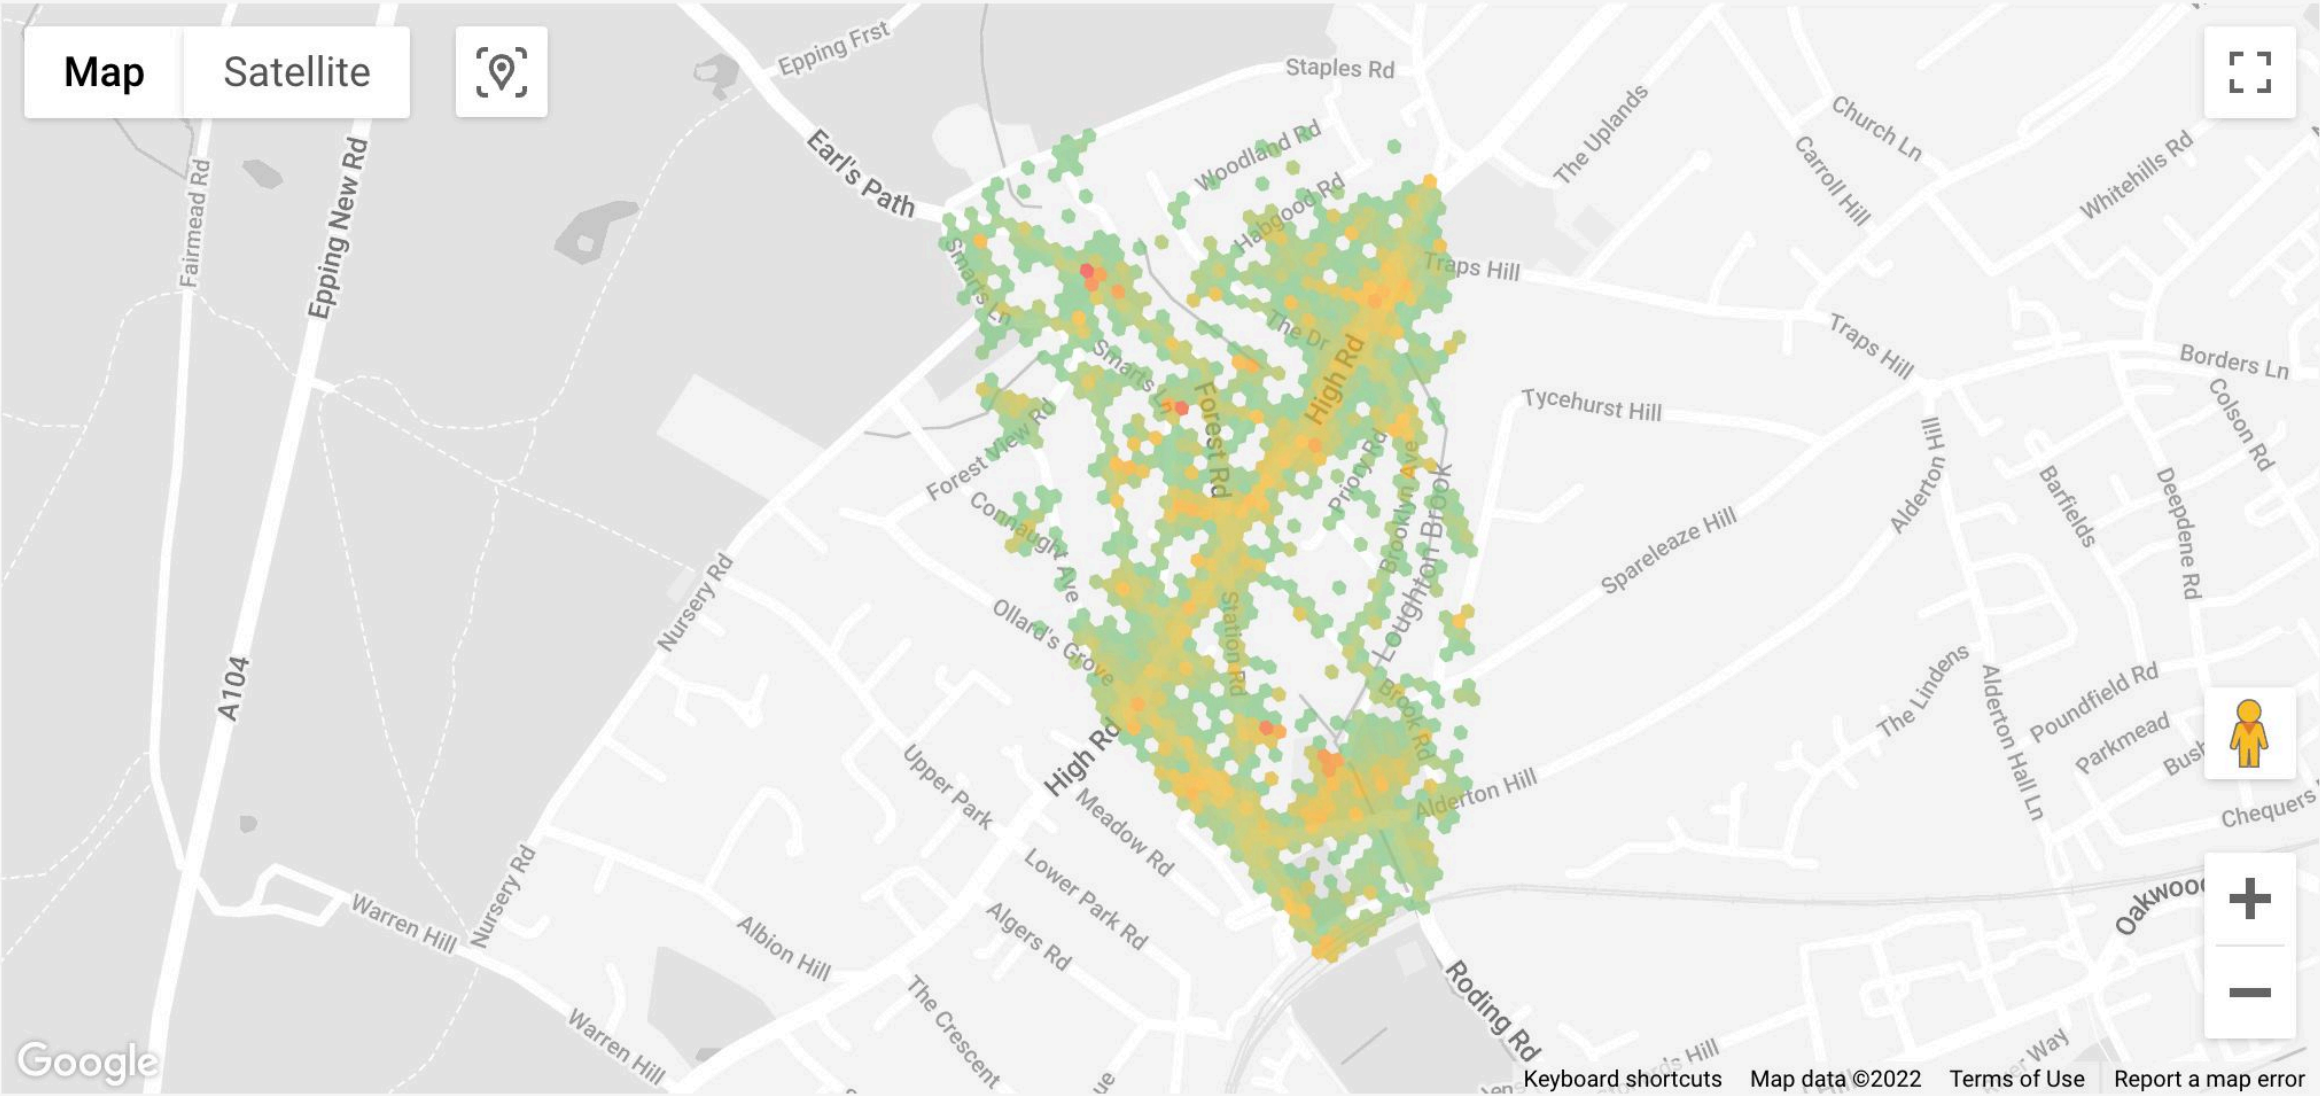 Map
Satellite
Epping Frst
Staples Rd
Church Ln
The Uplands
Carroll Hill
Whitehills Rd
Woodland Rd
Earl's Path
Fairmead Rd
Epping New Rd
Habgood Rd
Smarts Ln
Traps Hill
The Dr
Traps Hill
Borders Ln
Smarts Ln
High Rd
Forest Rd
Tycehurst Hill
Colson Rd
Forest View Rd
Priory Rd
Brooklyn Ave
Loughton Brook
Alderton Hill
Barfields
Deepdene Rd
Connaught Ave
Spareleaze Hill
Nursery Rd
Ollard's Grove
Station Rd
A104
Brook Rd
The Lindens
Alderton Hall Ln
Poundfield Rd
Parkmead
Bush
High Rd
Upper Park
Meadow Rd
Alderton Hill
Chequers
Lower Park Rd
Nursery Rd
Warren Hill
Albion Hill
Algers Rd
Oakwood
The Crescent
Roding Rd
Warren Hill
Google
Keyboard shortcuts
Map data ©2022
Terms of Use
Report a map error